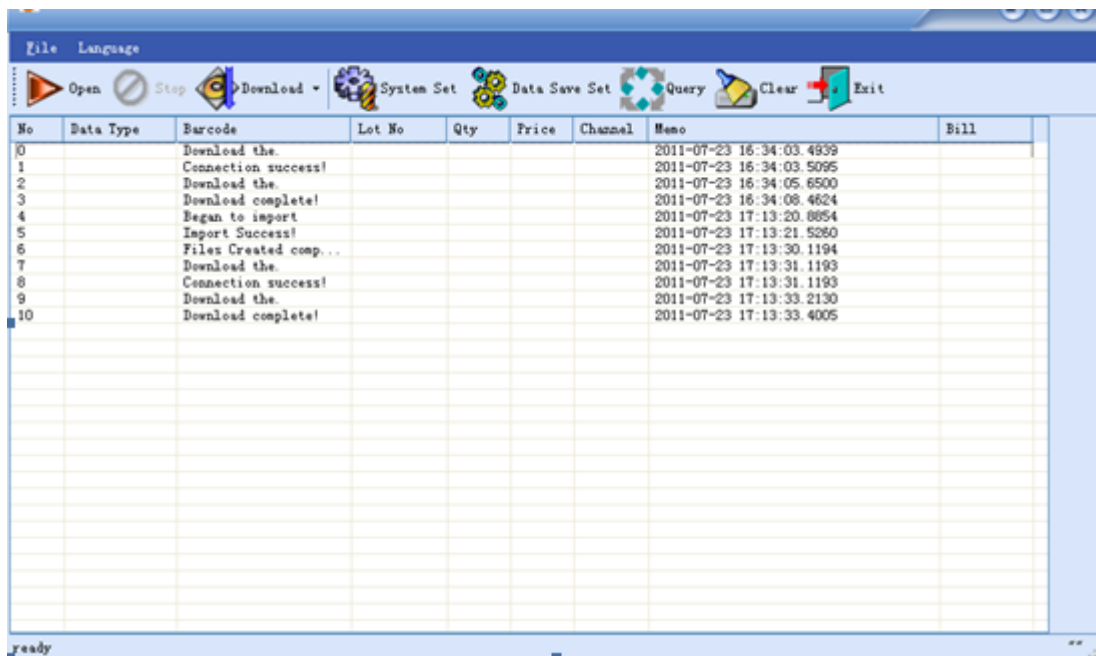 File Language
Open Stop Download System Set Data Save Set Query Clear Exit
No Data Type Barcode Lot No Qty Price Channel Memo Bill
0 Download the. 2011-07-23 16:34:03.4939
1 Connection success! 2011-07-23 16:34:03.5095
2 Download the. 2011-07-23 16:34:05.6500
3 Download complete! 2011-07-23 16:34:08.4624
4 Began to import 2011-07-23 17:13:20.8854
5 Import Success! 2011-07-23 17:13:21.5260
6 Files Created comp... 2011-07-23 17:13:30.1194
7 Download the. 2011-07-23 17:13:31.1193
8 Connection success! 2011-07-23 17:13:31.1193
9 Download the. 2011-07-23 17:13:33.2130
10 Download complete! 2011-07-23 17:13:33.4005
ready